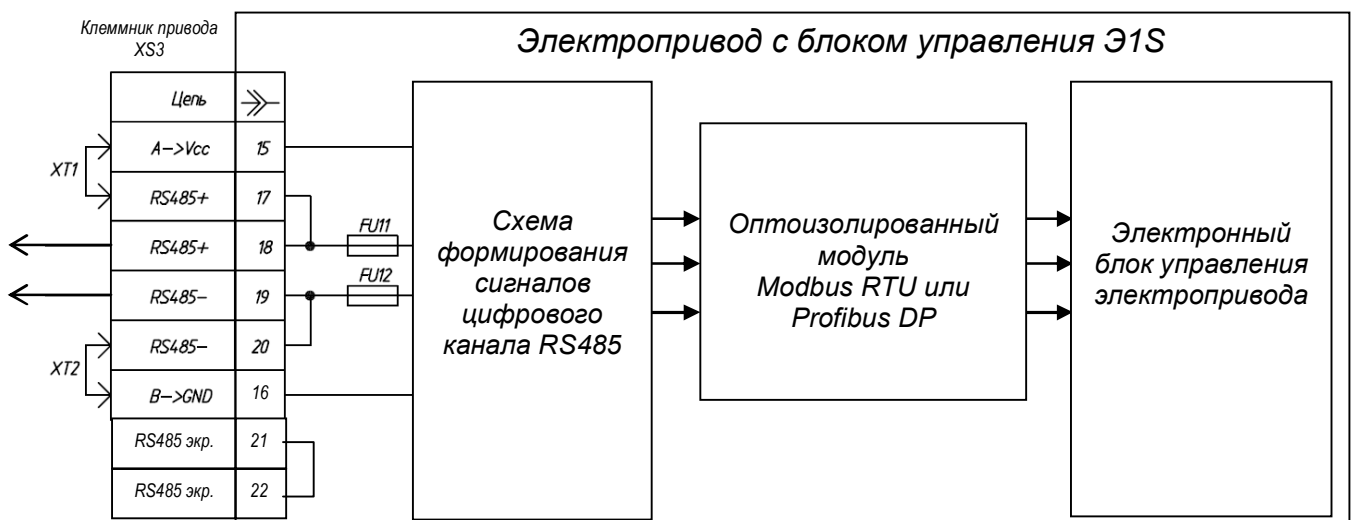 Клеммник привода
XS3
Электропривод с блоком управления Э1S
Цепь
XT1
A->Vcc 15
RS485+ 17
RS485+ 18
FU11
RS485- 19
FU12
RS485- 20
XT2
B->GND 16
RS485 экр. 21
RS485 экр. 22
Схема
формирования
сигналов
цифрового
канала RS485
Оптоизолированный
модуль
Modbus RTU или
Profibus DP
Электронный
блок управления
электропривода